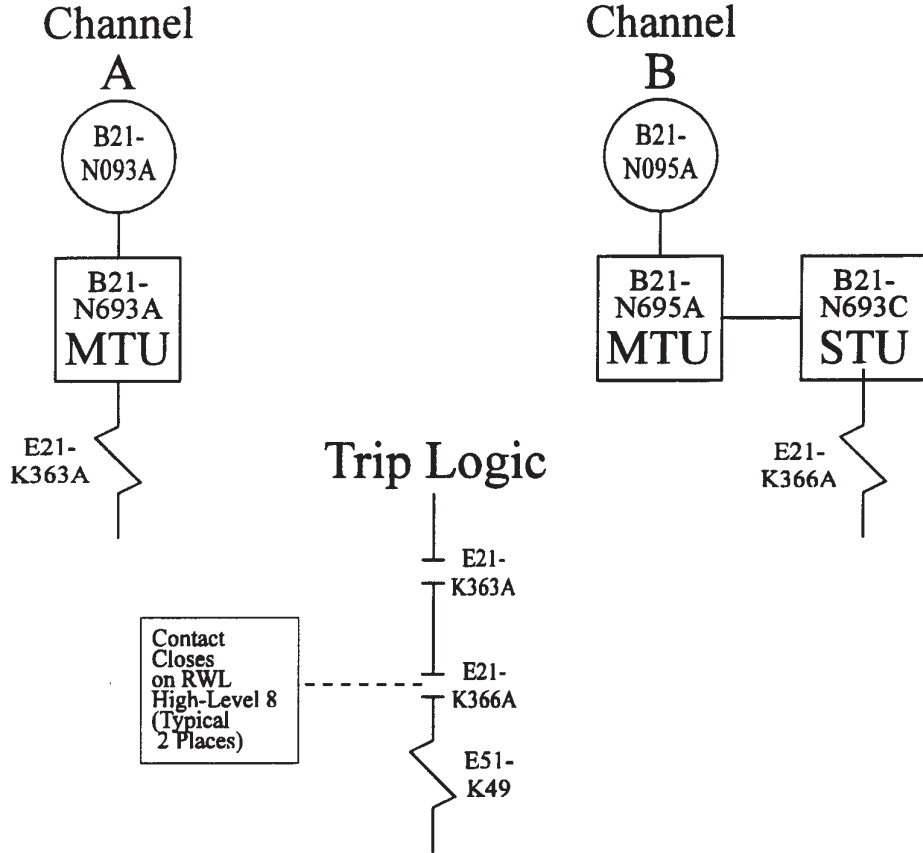 Channel
A
B21-
N093A
B21-
N693A
MTU
E21-
K363A
Channel
B
B21-
N095A
B21-
N695A
MTU
B21-
N693C
STU
E21-
K366A
Trip Logic
E21-
K363A
E21-
K366A
E51-
K49
Contact
Closes
on RWL
High-Level 8
(Typical
2 Places)